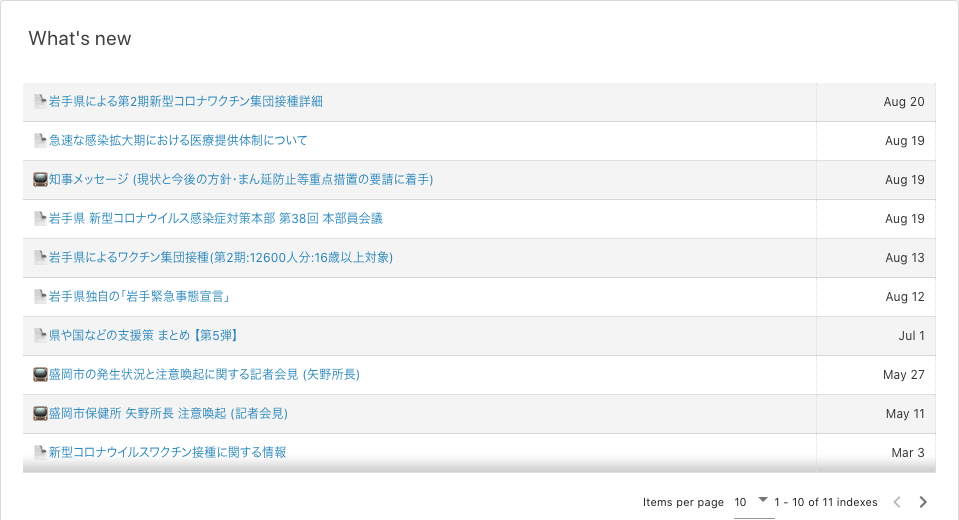 What's new
岩手県による第2期新型コロナワクチン集団接種詳細 Aug 20
急速な感染拡大期における医療提供体制について Aug 19
知事メッセージ (現状と今後の方針･まん延防止等重点措置の要請に着手) Aug 19
岩手県 新型コロナウイルス感染症対策本部 第38回 本部員会議 Aug 19
岩手県によるワクチン集団接種(第2期:12600人分:16歳以上対象) Aug 13
岩手県独自の「岩手緊急事態宣言」 Aug 12
県や国などの支援策 まとめ【第5弾】 Jul 1
盛岡市の発生状況と注意喚起に関する記者会見 (矢野所長) May 27
盛岡市保健所 矢野所長 注意喚起 (記者会見) May 11
新型コロナウイルスワクチン接種に関する情報 Mar 3
Items per page 10 1 - 10 of 11 indexes